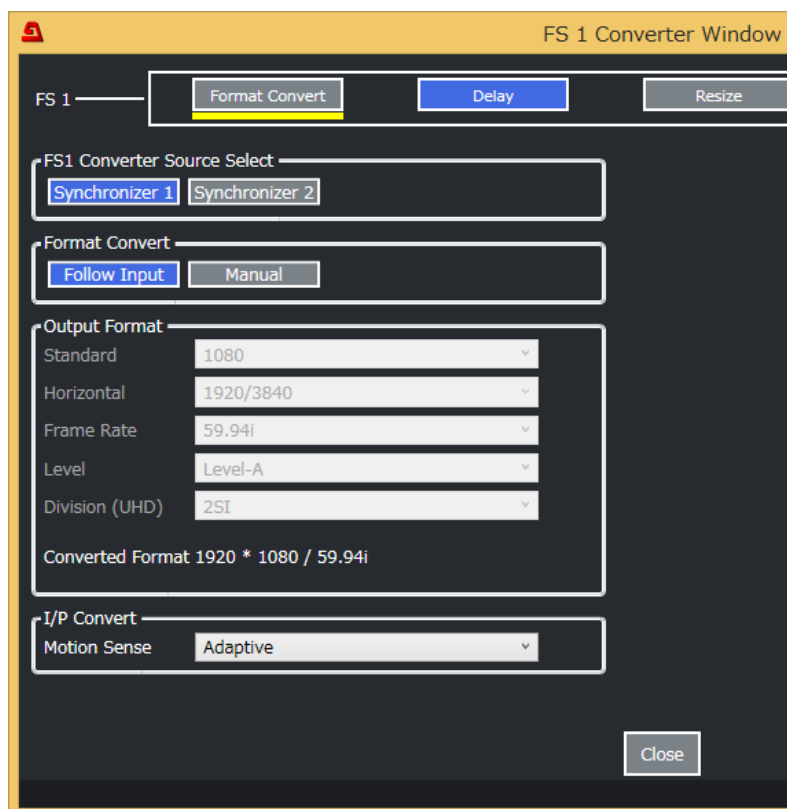 FS 1 Converter Window
FS 1
Format Convert
Delay
Resize
FS1 Converter Source Select
Synchronizer 1
Synchronizer 2
Format Convert
Follow Input
Manual
Output Format
Standard 1080
Horizontal 1920/3840
Frame Rate 59.94i
Level Level-A
Division (UHD) 2SI
Converted Format 1920 * 1080 / 59.94i
I/P Convert
Motion Sense Adaptive
Close